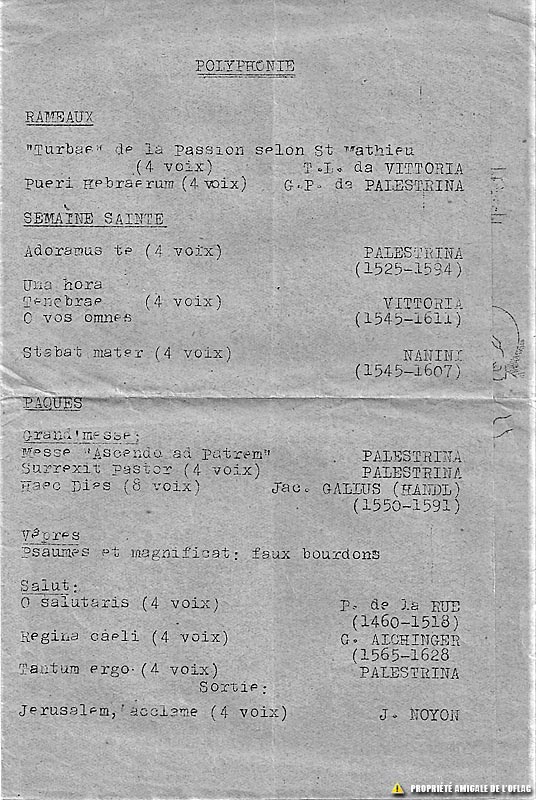 POLYPHONIE
RAMEAUX
"Turbae" de la Passion selon St Mathieu
(4 voix) T.L. da VITTORIA
Pueri Hebraerum (4 voix) G.P. da PALESTRINA
SEMAINE SAINTE
Adoramus te (4 voix) PALESTRINA
(1525-1594)
Una hora
Tenebrae (4 voix) VITTORIA
O vos omnes (1545-1611)
Stabat mater (4 voix) NANINI
(1545-1607)
PAQUES
Grand'messe:
Messe "Ascendo ad Patrem" PALESTRINA
Surrexit pastor (4 voix) PALESTRINA
Haec Dies (8 voix) Jac. GALLUS (HANDL)
(1550-1591)
Vêpres
Psaumes et magnificat: faux bourdons
Salut:
O salutaris (4 voix) P. de la RUE
(1460-1518)
Regina caeli (4 voix) G. AICHINGER
(1565-1628
Tantum ergo (4 voix) PALESTRINA
Sortie:
Jerusalem, acclame (4 voix) J. NOYON
PROPRIÉTÉ AMIGALE DE L'OFLAG